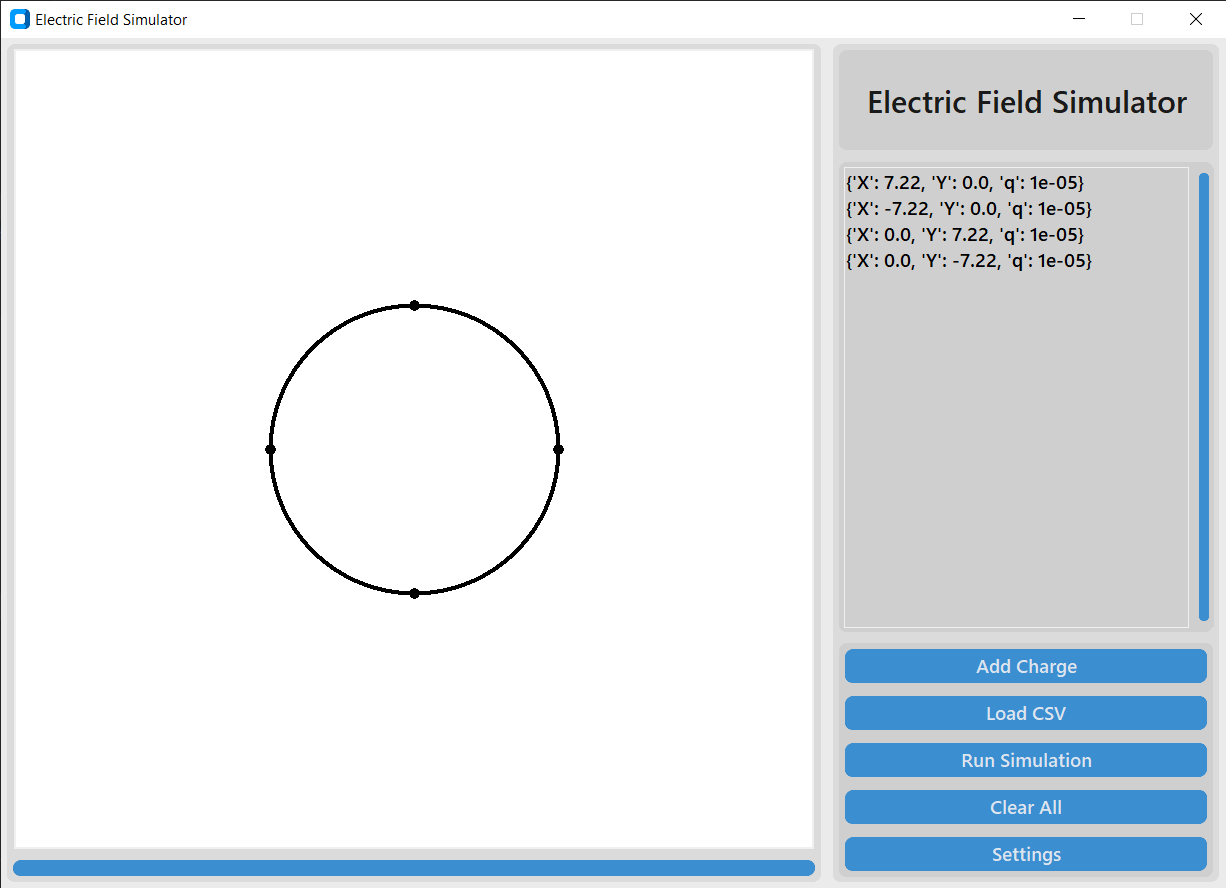 Electric Field Simulator
Electric Field Simulator
{'X': 7.22, 'Y': 0.0, 'q': 1e-05}
{'X': -7.22, 'Y': 0.0, 'q': 1e-05}
{'X': 0.0, 'Y': 7.22, 'q': 1e-05}
{'X': 0.0, 'Y': -7.22, 'q': 1e-05}
Add Charge
Load CSV
Run Simulation
Clear All
Settings